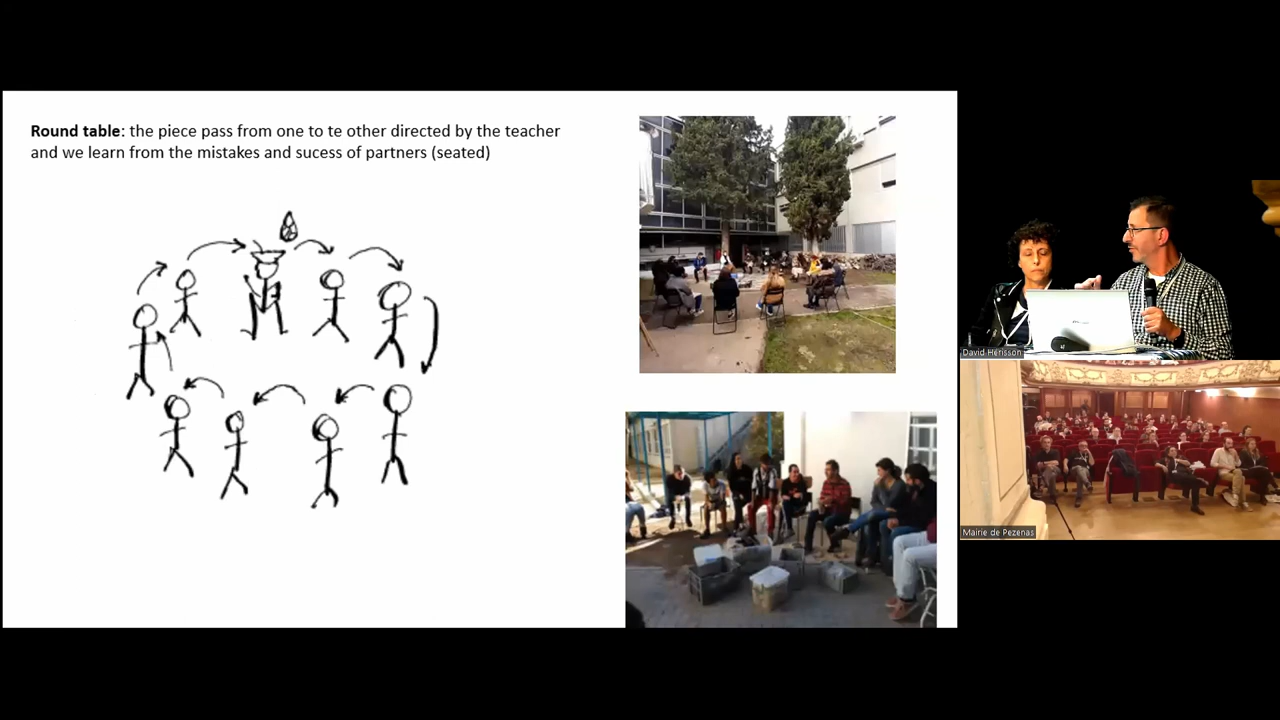 Round table: the piece pass from one to te other directed by the teacher
and we learn from the mistakes and sucess of partners (seated)
David Hérisson
Mairie de Pezenas